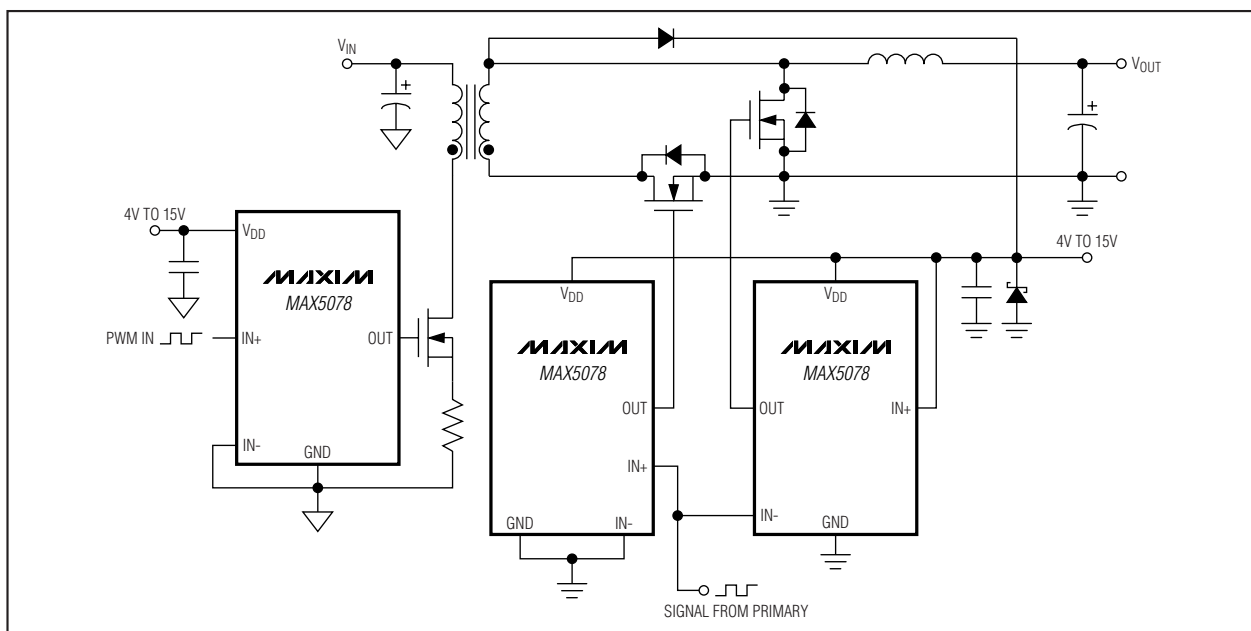 VIN
VOUT
4V TO 15V
VDD
MAXIM
MAX5078
PWM IN
IN+
OUT
IN-
GND
4V TO 15V
VDD
MAXIM
MAX5078
OUT
IN+
GND
IN-
VDD
MAXIM
MAX5078
OUT
IN+
IN-
GND
SIGNAL FROM PRIMARY